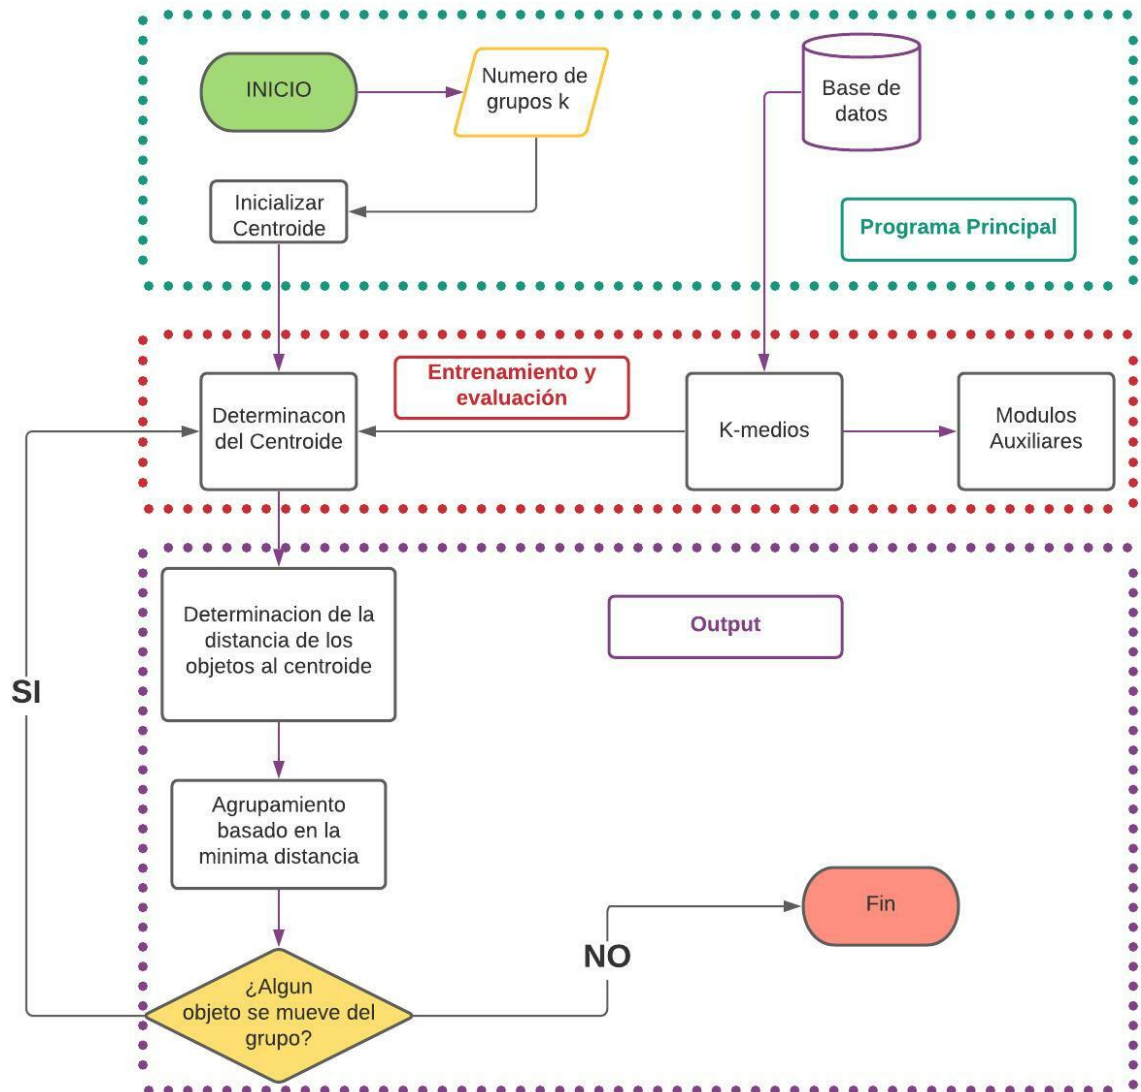 INICIO
Numero de
grupos k
Base de
datos
Inicializar
Centroide
Programa Principal
Entrenamiento y
evaluación
Determinacon
del Centroide
K-medios
Modulos
Auxiliares
Determinacion de la
distancia de los
objetos al centroide
Output
SI
Agrupamiento
basado en la
minima distancia
Fin
NO
¿Algun
objeto se mueve del
grupo?